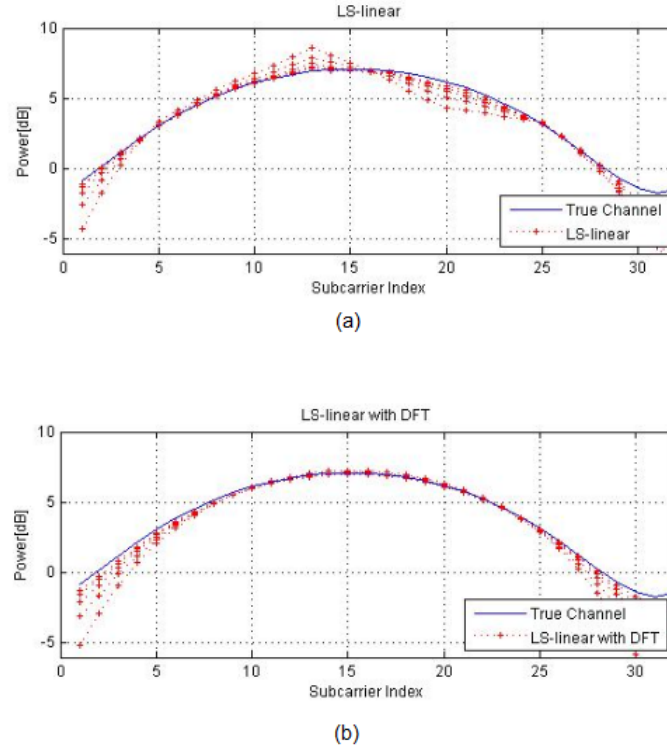 LS-linear
10
5
0
-5
Power[dB]
0 5 10 15 20 25 30
Subcarrier Index
True Channel
LS-linear
(a)
LS-linear with DFT
10
5
0
-5
Power[dB]
0 5 10 15 20 25 30
Subcarrier Index
True Channel
LS-linear with DFT
(b)